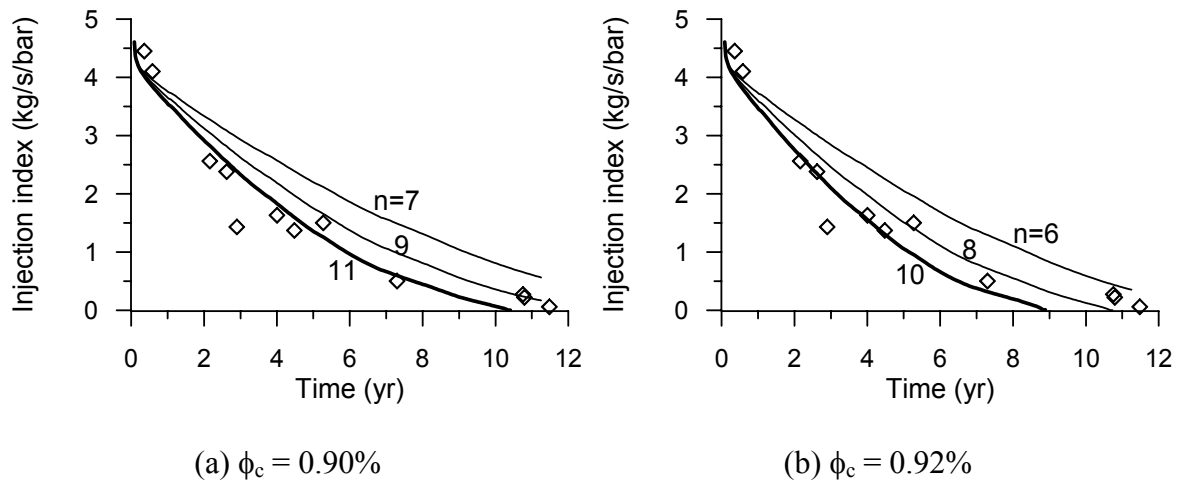 Injection index (kg/s/bar)
5
4
3
2
1
0
n=7
9
11
0 2 4 6 8 10 12
Time (yr)
(a) ϕc = 0.90%
Injection index (kg/s/bar)
5
4
3
2
1
0
n=6
8
10
0 2 4 6 8 10 12
Time (yr)
(b) ϕc = 0.92%